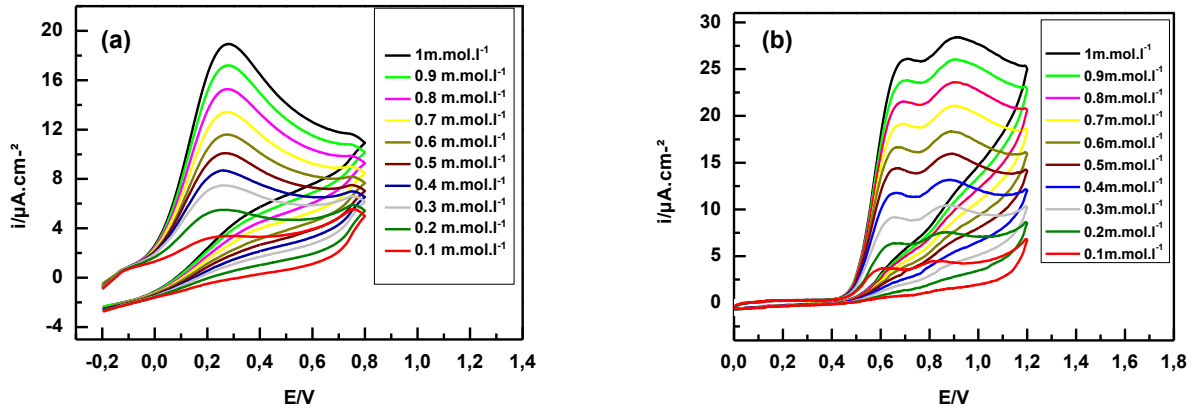 (a)
i/µA.cm⁻²
20
16
12
8
4
0
-4
-0,2 0,0 0,2 0,4 0,6 0,8 1,0 1,2 1,4
E/V
1m.mol.l⁻¹
0.9 m.mol.l⁻¹
0.8 m.mol.l⁻¹
0.7 m.mol.l⁻¹
0.6 m.mol.l⁻¹
0.5 m.mol.l⁻¹
0.4 m.mol.l⁻¹
0.3 m.mol.l⁻¹
0.2 m.mol.l⁻¹
0.1 m.mol.l⁻¹
(b)
i/µA.cm⁻²
30
25
20
15
10
5
0
0,0 0,2 0,4 0,6 0,8 1,0 1,2 1,4 1,6 1,8
E/V
1m.mol.l⁻¹
0.9m.mol.l⁻¹
0.8m.mol.l⁻¹
0.7m.mol.l⁻¹
0.6m.mol.l⁻¹
0.5m.mol.l⁻¹
0.4m.mol.l⁻¹
0.3m.mol.l⁻¹
0.2m.mol.l⁻¹
0.1m.mol.l⁻¹